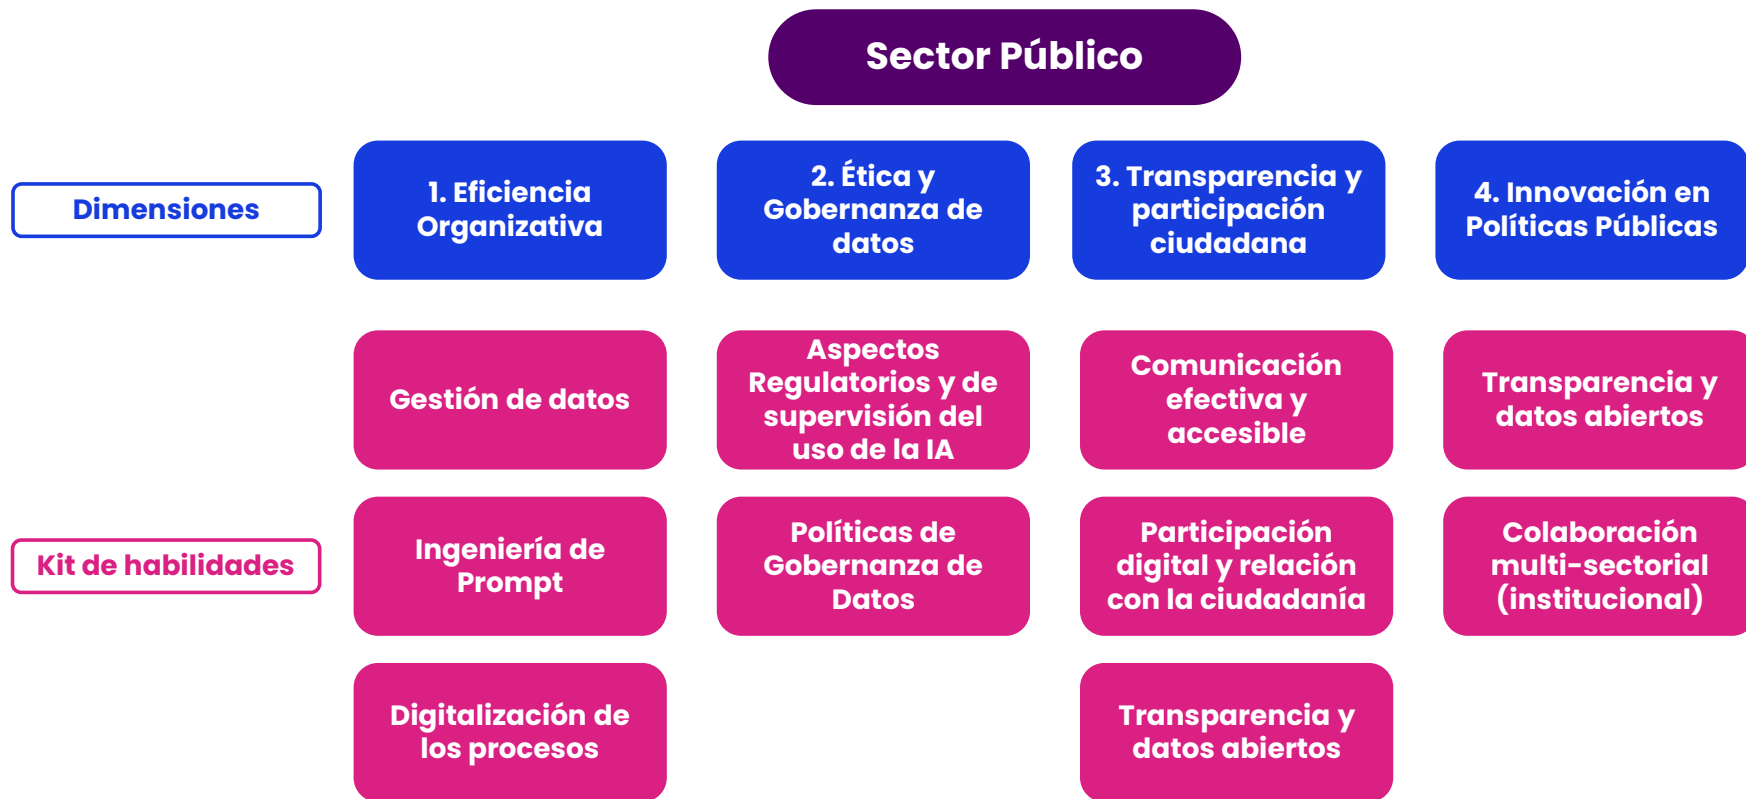 Sector Público
Dimensiones
1. Eficiencia
Organizativa
2. Ética y
Gobernanza de
datos
3. Transparencia y
participación
ciudadana
4. Innovación en
Políticas Públicas
Kit de habilidades
Gestión de datos
Aspectos
Regulatorios y de
supervisión del
uso de la IA
Comunicación
efectiva y
accesible
Transparencia y
datos abiertos
Ingeniería de
Prompt
Políticas de
Gobernanza de
Datos
Participación
digital y relación
con la ciudadanía
Colaboración
multi-sectorial
(institucional)
Digitalización de
los procesos
Transparencia y
datos abiertos